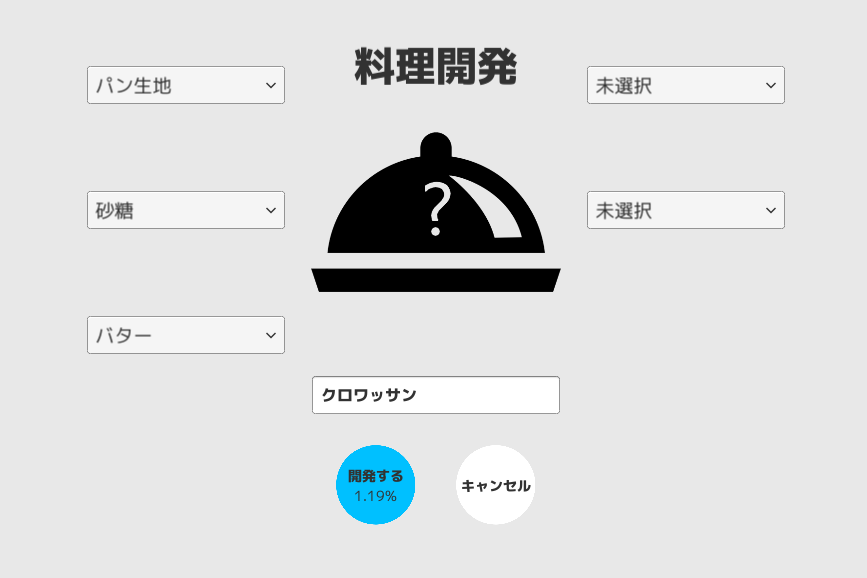 料理開発
パン生地
未選択
砂糖
未選択
バター
?
クロワッサン
開発する
1.19%
キャンセル